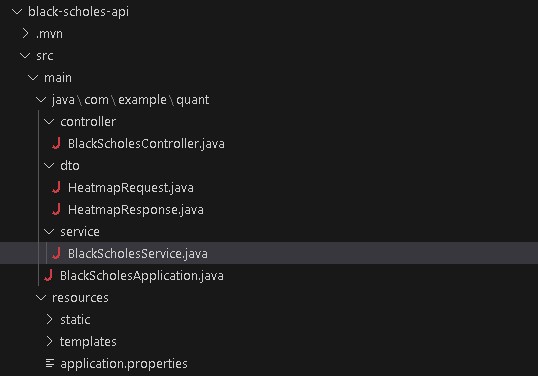 black-scholes-api
.mvn
src
main
java\com\example\quant
controller
BlackScholesController.java
dto
HeatmapRequest.java
HeatmapResponse.java
service
BlackScholesService.java
BlackScholesApplication.java
resources
static
templates
application.properties